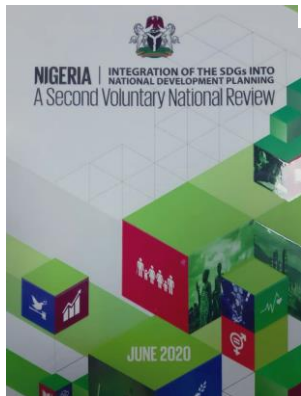 NIGERIA | INTEGRATION OF THE SDGs INTO
NATIONAL DEVELOPMENT PLANNING
A Second Voluntary National Review
JUNE 2020